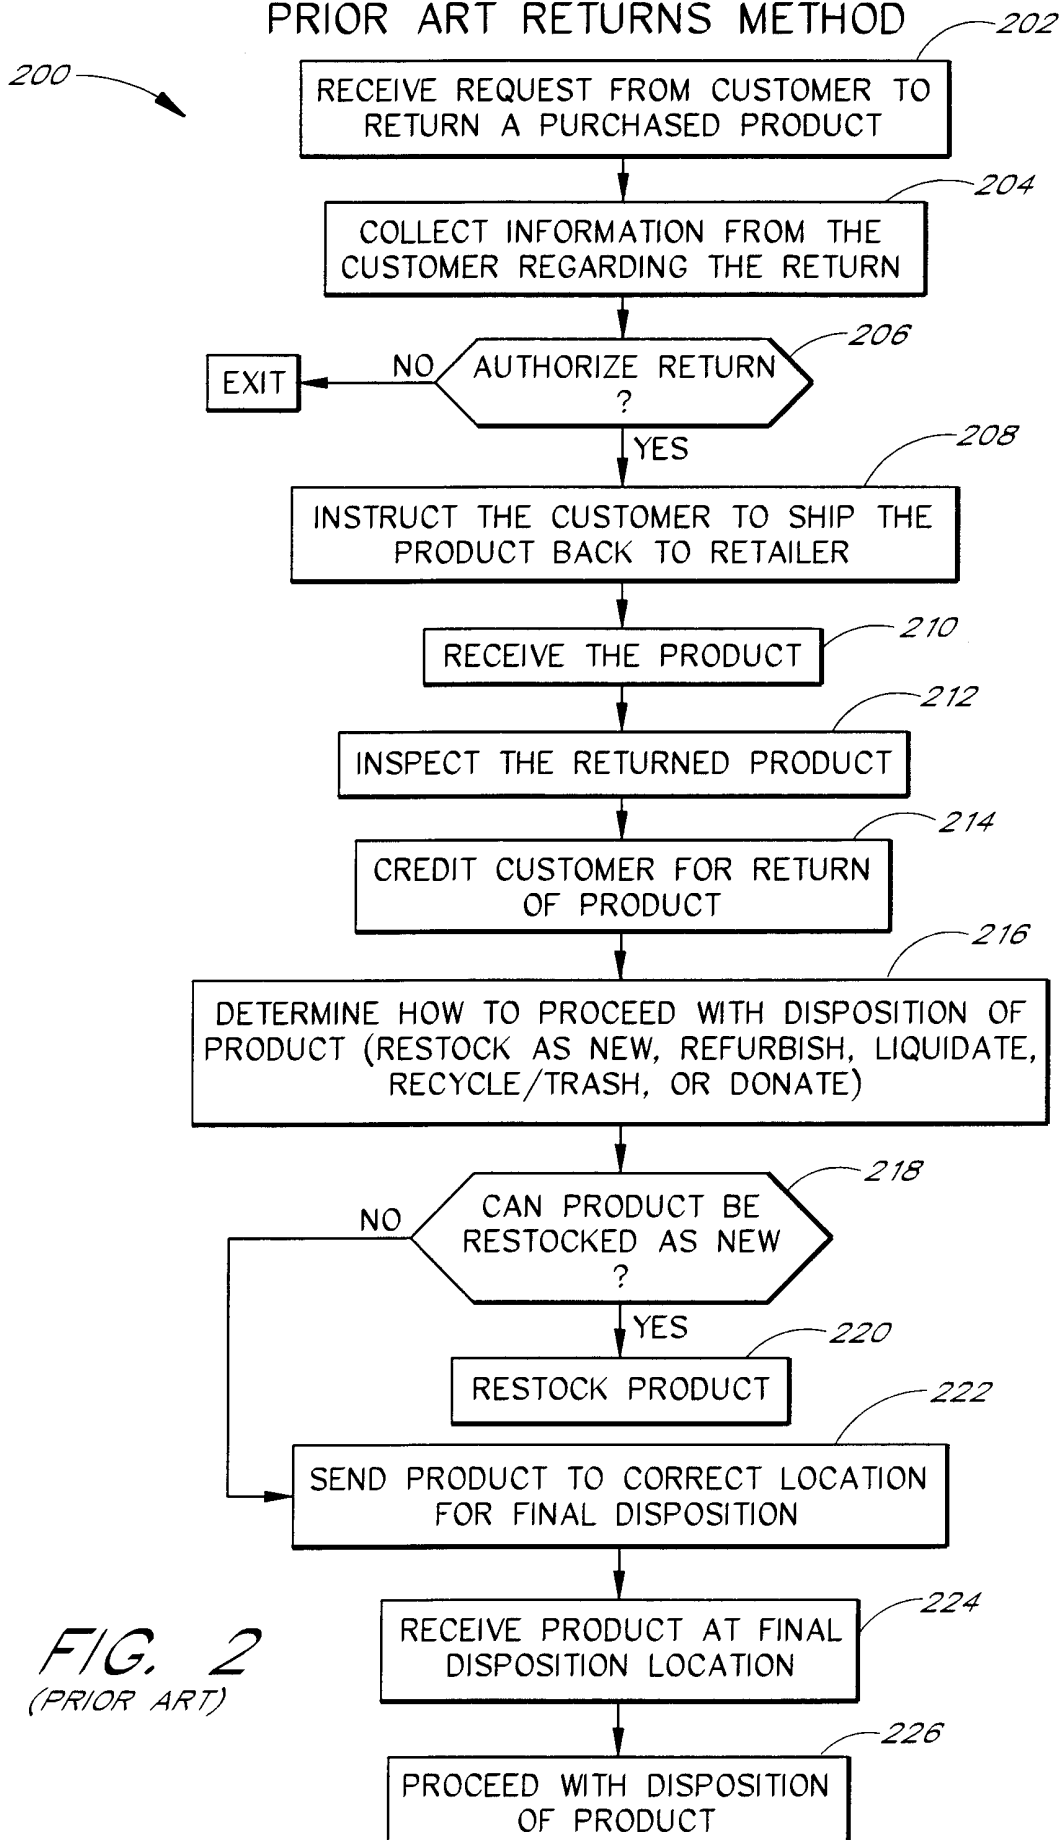 PRIOR ART RETURNS METHOD
202
200
RECEIVE REQUEST FROM CUSTOMER TO
RETURN A PURCHASED PRODUCT
204
COLLECT INFORMATION FROM THE
CUSTOMER REGARDING THE RETURN
206
AUTHORIZE RETURN
?
NO
EXIT
YES
208
INSTRUCT THE CUSTOMER TO SHIP THE
PRODUCT BACK TO RETAILER
210
RECEIVE THE PRODUCT
212
INSPECT THE RETURNED PRODUCT
214
CREDIT CUSTOMER FOR RETURN
OF PRODUCT
216
DETERMINE HOW TO PROCEED WITH DISPOSITION OF
PRODUCT (RESTOCK AS NEW, REFURBISH, LIQUIDATE,
RECYCLE/TRASH, OR DONATE)
218
CAN PRODUCT BE
RESTOCKED AS NEW
?
NO
YES
220
RESTOCK PRODUCT
222
SEND PRODUCT TO CORRECT LOCATION
FOR FINAL DISPOSITION
224
RECEIVE PRODUCT AT FINAL
DISPOSITION LOCATION
226
PROCEED WITH DISPOSITION
OF PRODUCT
FIG. 2
(PRIOR ART)